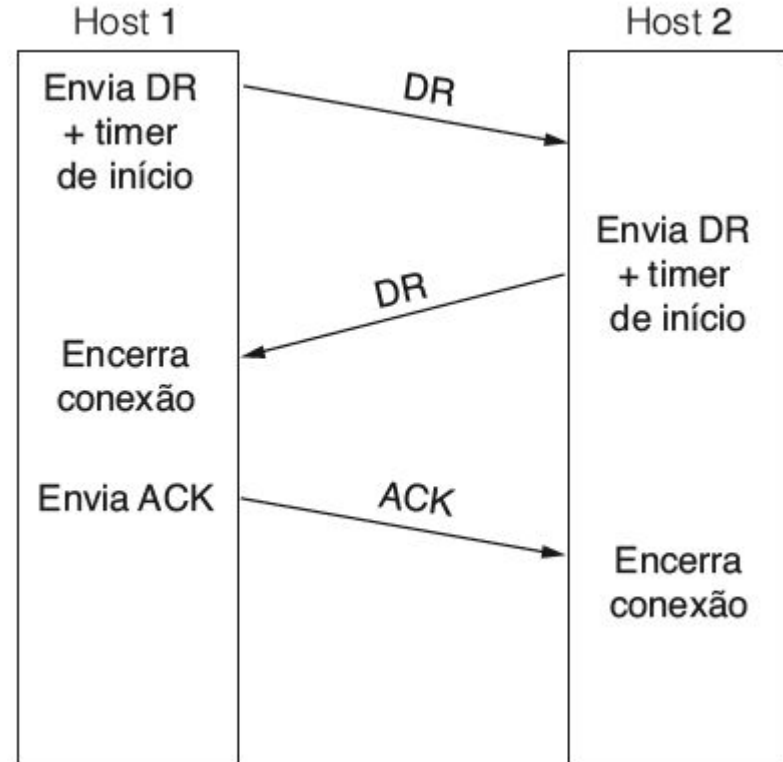 Host 1
Host 2
Envia DR
+ timer
de início
DR
Envia DR
+ timer
de início
DR
Encerra
conexão
Envia ACK
ACK
Encerra
conexão